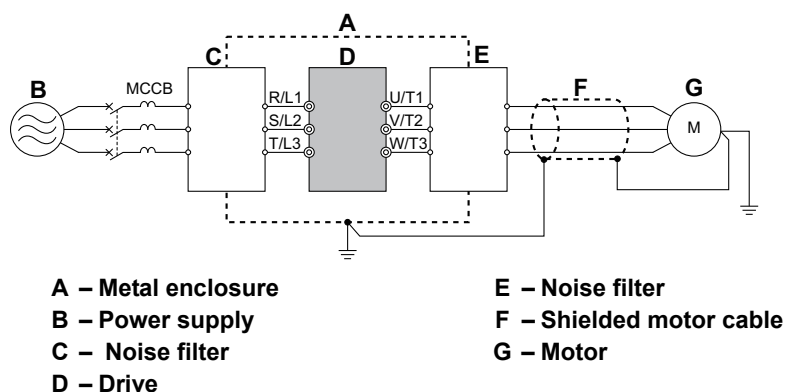 A
B
C
D
E
F
G
MCCB
R/L1
U/T1
S/L2
V/T2
T/L3
W/T3
M
A – Metal enclosure
B – Power supply
C – Noise filter
D – Drive
E – Noise filter
F – Shielded motor cable
G – Motor